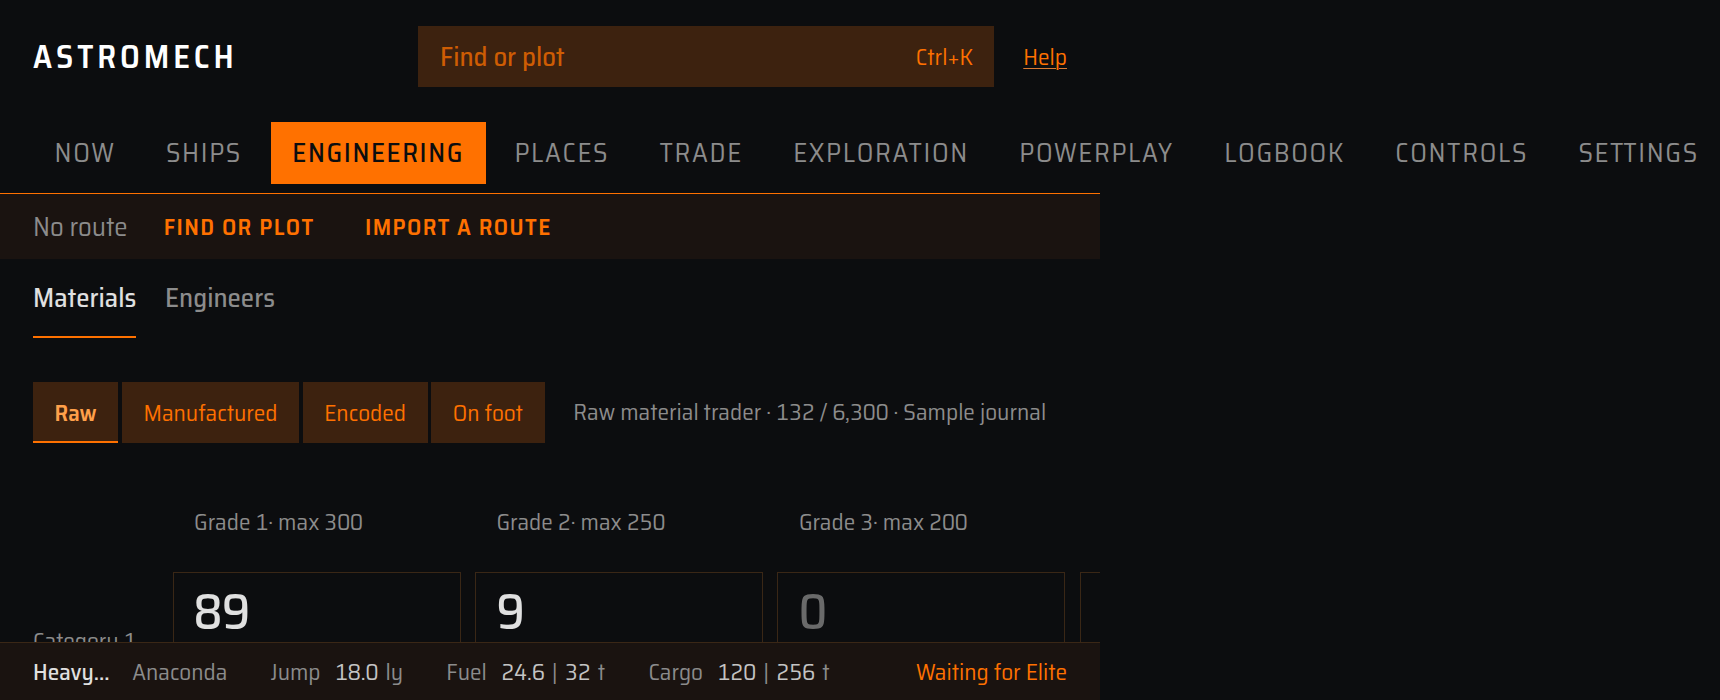 ASTROMECH Find or plot Ctrl+K Help
NOW SHIPS ENGINEERING PLACES TRADE EXPLORATION POWERPLAY LOGBOOK CONTROLS SETTINGS
No route FIND OR PLOT IMPORT A ROUTE
Materials Engineers
Raw Manufactured Encoded On foot Raw material trader · 132 / 6,300 · Sample journal
Grade 1· max 300 Grade 2· max 250 Grade 3· max 200
89 9 0
Category 1
Heavy... Anaconda Jump 18.0 ly Fuel 24.6 | 32 t Cargo 120 | 256 t Waiting for Elite